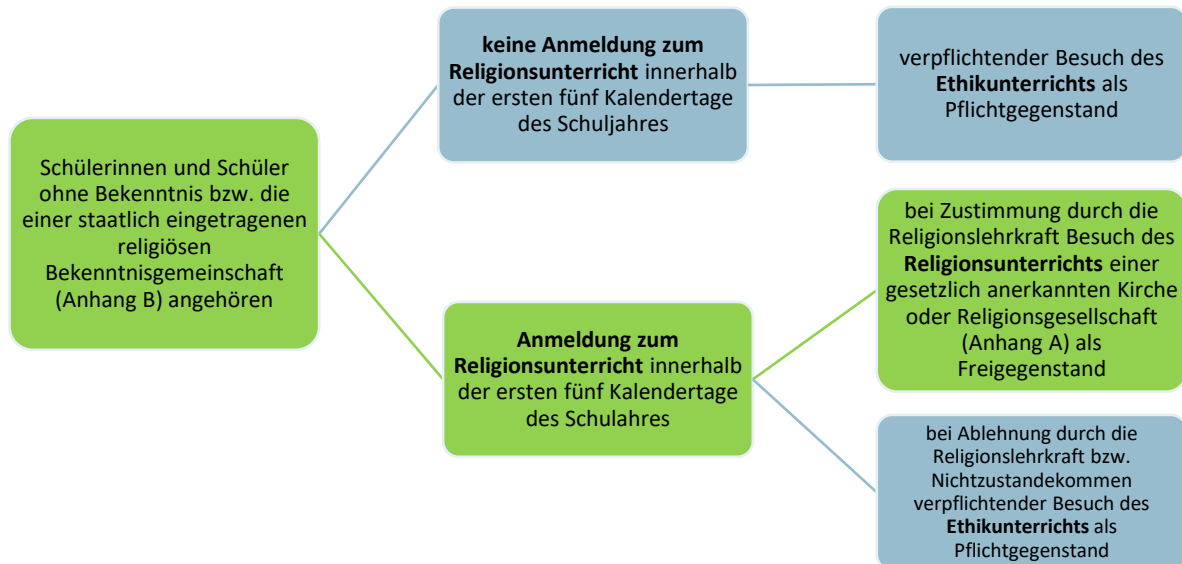 Schülerinnen und Schüler
ohne Bekenntnis bzw. die
einer staatlich eingetragenen
religiösen
Bekenntnisgemeinschaft
(Anhang B) angehören
keine Anmeldung zum
Religionsunterricht innerhalb
der ersten fünf Kalendertage
des Schuljahres
verpflichtender Besuch des
Ethikunterrichts als
Pflichtgegenstand
Anmeldung zum
Religionsunterricht innerhalb
der ersten fünf Kalendertage
des Schulahres
bei Zustimmung durch die
Religionslehrkraft Besuch des
Religionsunterrichts einer
gesetzlich anerkannten Kirche
oder Religionsgesellschaft
(Anhang A) als
Freigegenstand
bei Ablehnung durch die
Religionslehrkraft bzw.
Nichtzustandekommen
verpflichtender Besuch des
Ethikunterrichts als
Pflichtgegenstand